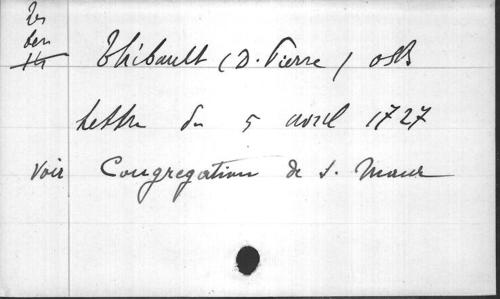 Thibault (D. Pierre) OSB
Lettre du 5 avril 1727
voir Congregation de S. Maur